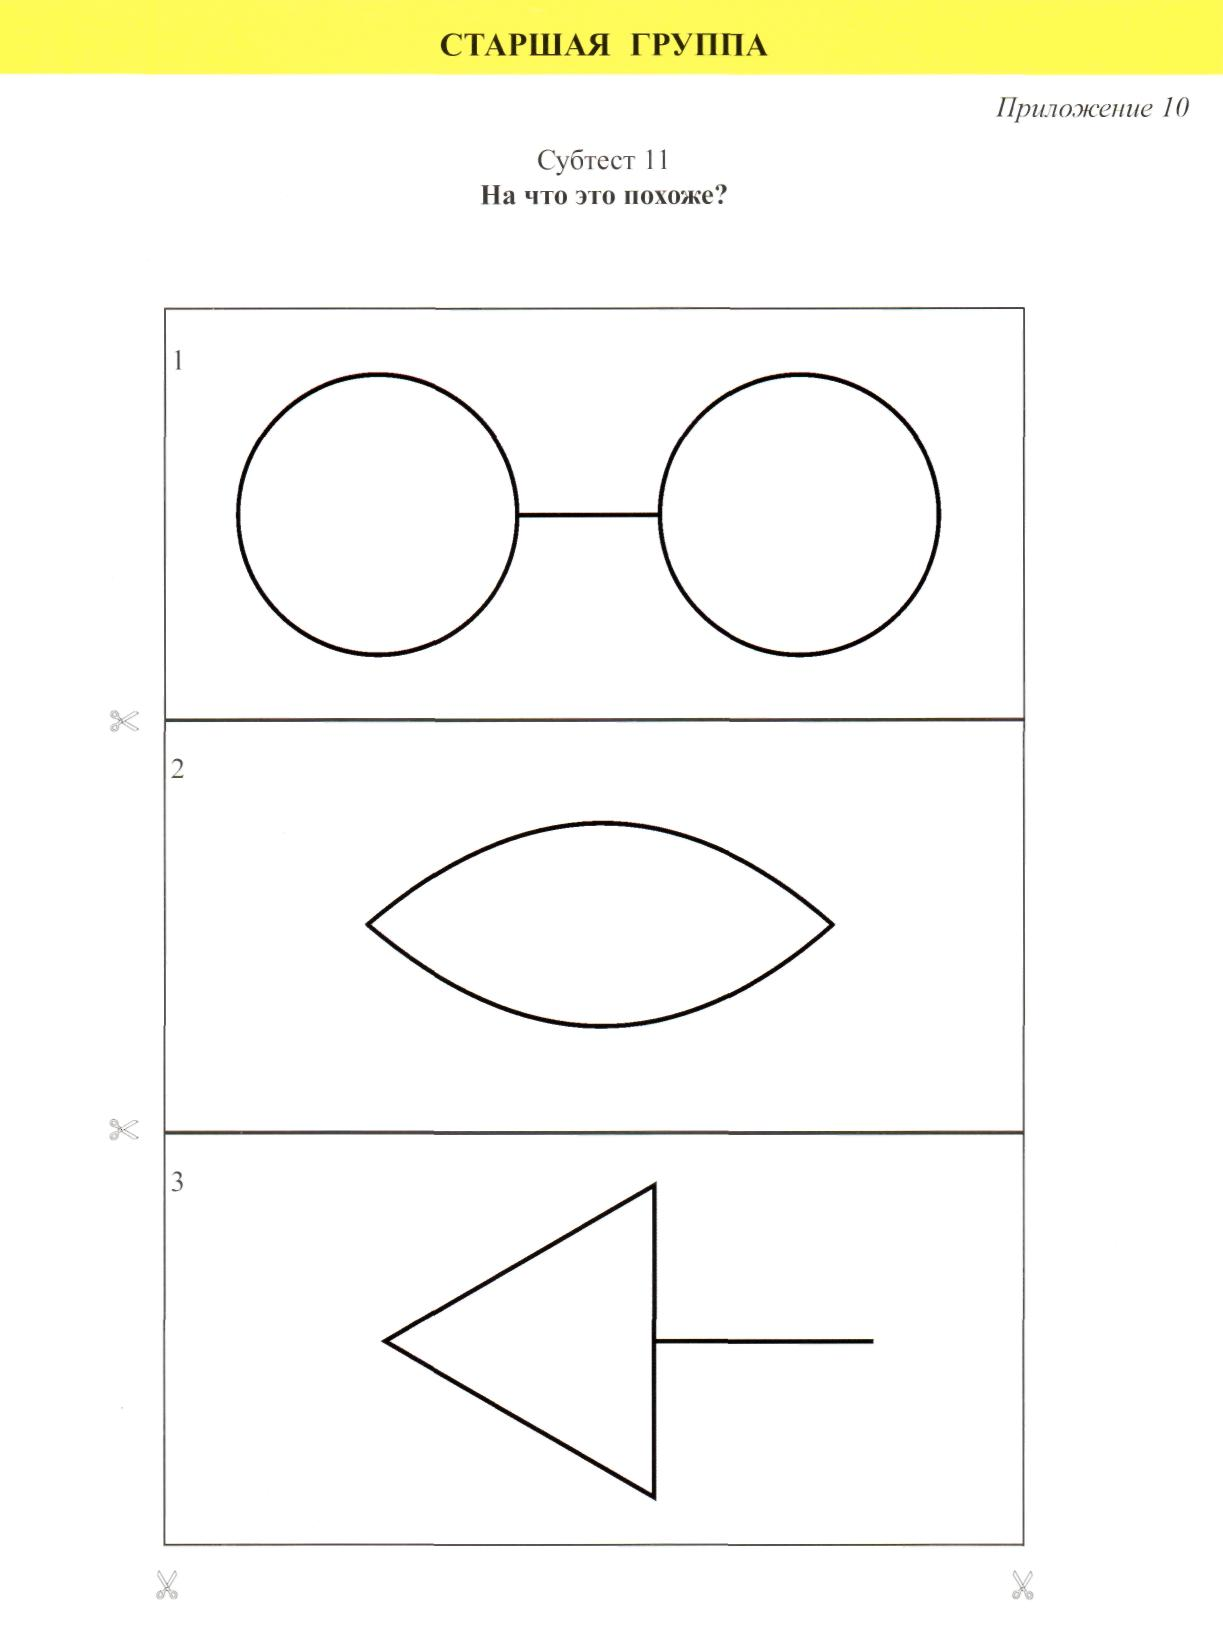 СТАРШАЯ ГРУППА
Приложение 10
Субтест 11
На что это похоже?
1
2
3